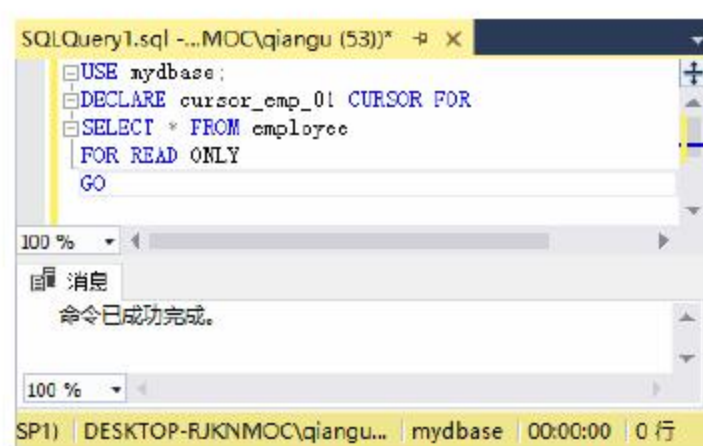 SQLQuery1.sql -...MOC\qiangu (53))*
USE mydbase;
DECLARE cursor_emp_01 CURSOR FOR
SELECT * FROM employee
FOR READ ONLY
GO
100 %
消息
命令已成功完成。
100 %
SP1) DESKTOP-RJKNMOC\qiangu... mydbase 00:00:00 0 行